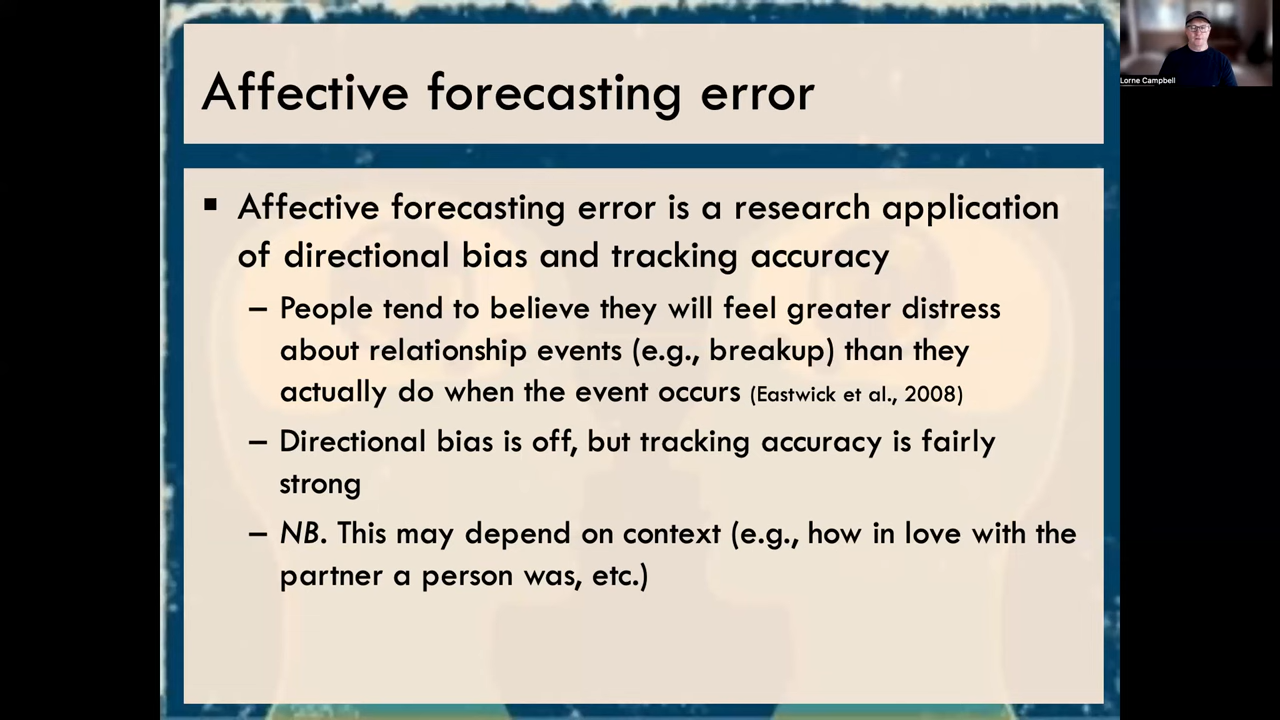 Affective forecasting error
▪ Affective forecasting error is a research application
of directional bias and tracking accuracy
– People tend to believe they will feel greater distress
about relationship events (e.g., breakup) than they
actually do when the event occurs (Eastwick et al., 2008)
– Directional bias is off, but tracking accuracy is fairly
strong
– NB. This may depend on context (e.g., how in love with the
partner a person was, etc.)
Lorne Campbell